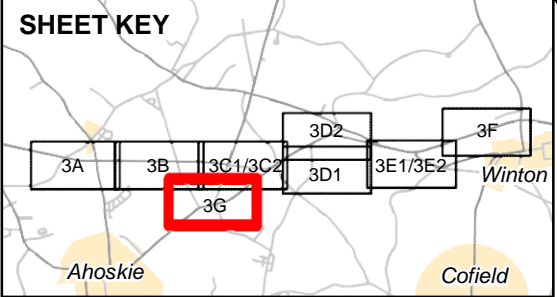 SHEET KEY
3D2
3F
3A
3B
3C1/3C2
3D1
3E1/3E2
Winton
3G
Ahoskie
Cofield